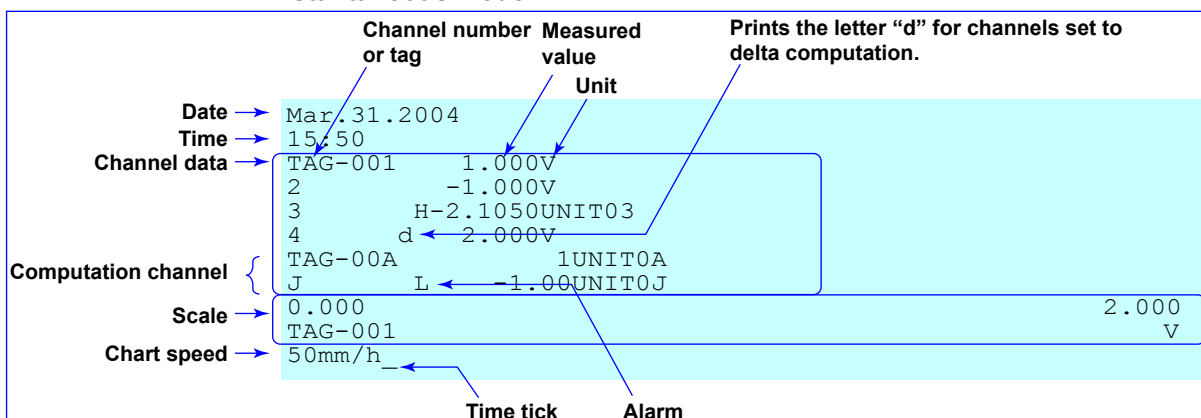 Channel number or tag
Measured value
Prints the letter “d” for channels set to delta computation.
Unit
Date
Mar.31.2004
Time
15:50
Channel data
TAG-001 1.000V
2 -1.000V
3 H-2.1050UNIT03
4 d 2.000V
Computation channel
TAG-00A 1UNIT0A
J L -1.00UNIT0J
Scale
0.000 2.000
TAG-001 V
Chart speed
50mm/h_
Time tick
Alarm